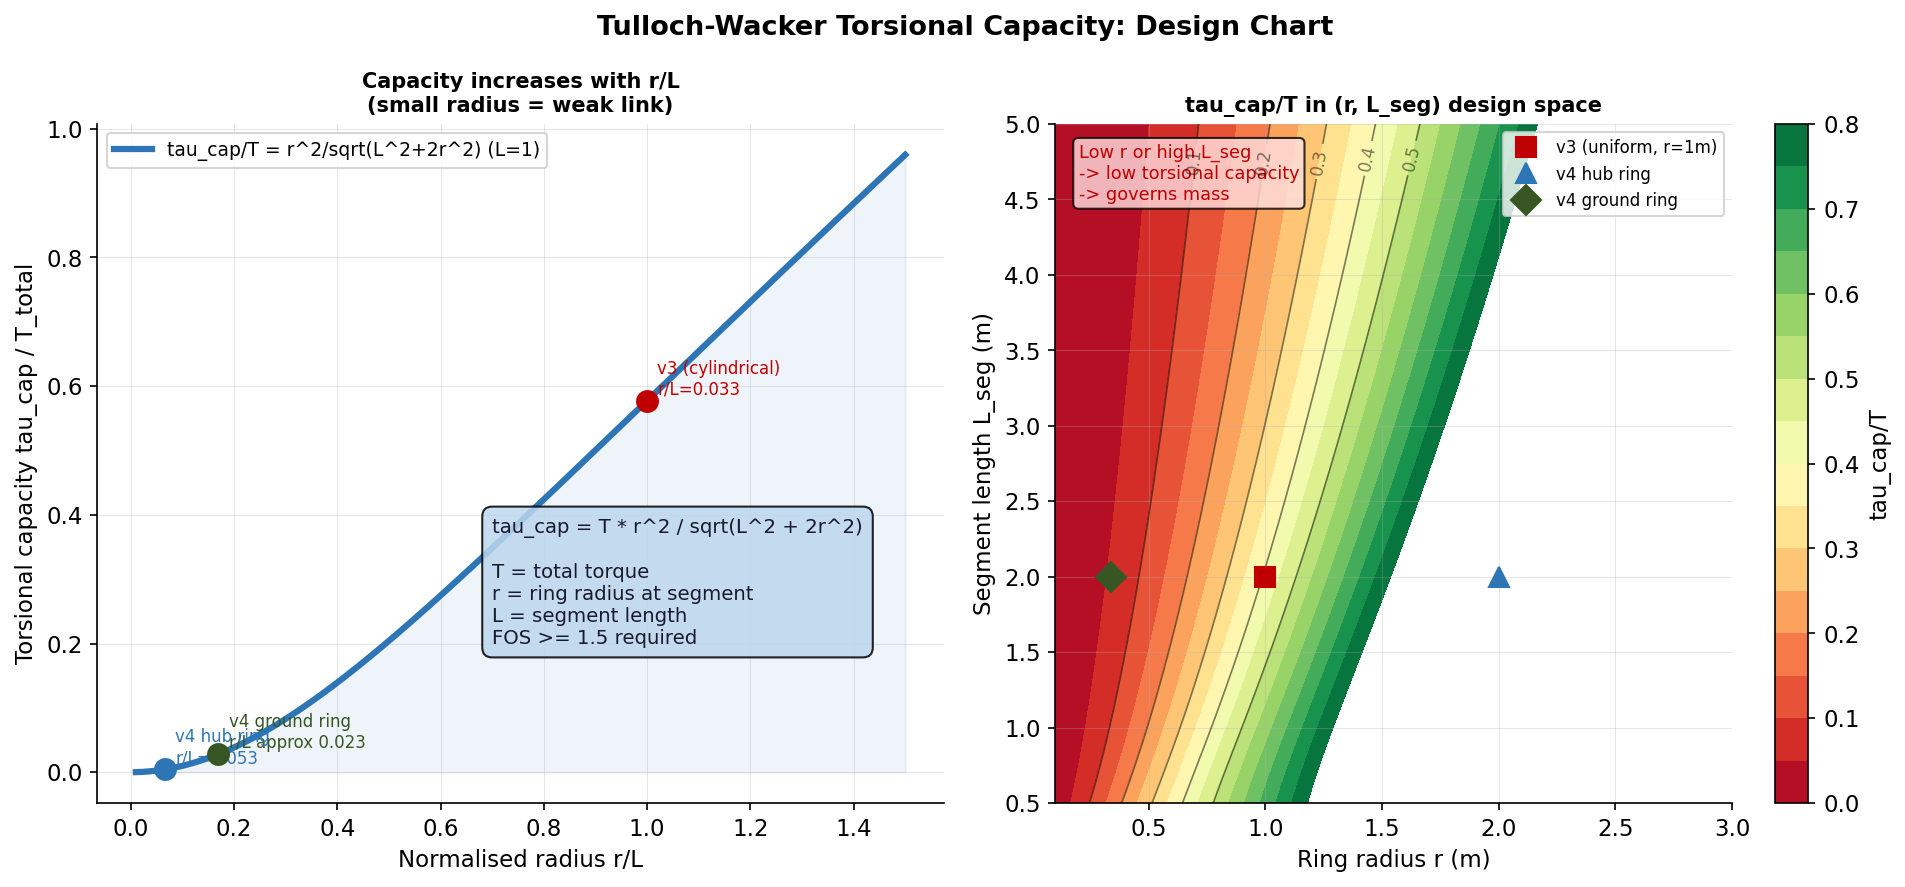 Tulloch-Wacker Torsional Capacity: Design Chart
Capacity increases with r/L
(small radius = weak link)
tau_cap/T = r^2/sqrt(L^2+2r^2) (L=1)
Torsional capacity tau_cap / T_total
1.0
0.8
0.6
0.4
0.2
0.0
v3 (cylindrical)
r/L=0.033
tau_cap = T * r^2 / sqrt(L^2 + 2r^2)
T = total torque
r = ring radius at segment
L = segment length
FOS >= 1.5 required
v4 ground ring
r/L approx 0.023
v4 hub ring
053
0.0
0.2
0.4
0.6
0.8
1.0
1.2
1.4
Normalised radius r/L
tau_cap/T in (r, L_seg) design space
Low r or high L_seg
-> low torsional capacity
-> governs mass
0.1
0.2
0.3
0.4
0.5
v3 (uniform, r=1m)
v4 hub ring
v4 ground ring
Segment length L_seg (m)
5.0
4.5
4.0
3.5
3.0
2.5
2.0
1.5
1.0
0.5
0.5
1.0
1.5
2.0
2.5
3.0
Ring radius r (m)
0.8
0.7
0.6
0.5
0.4
0.3
0.2
0.1
0.0
tau_cap/T